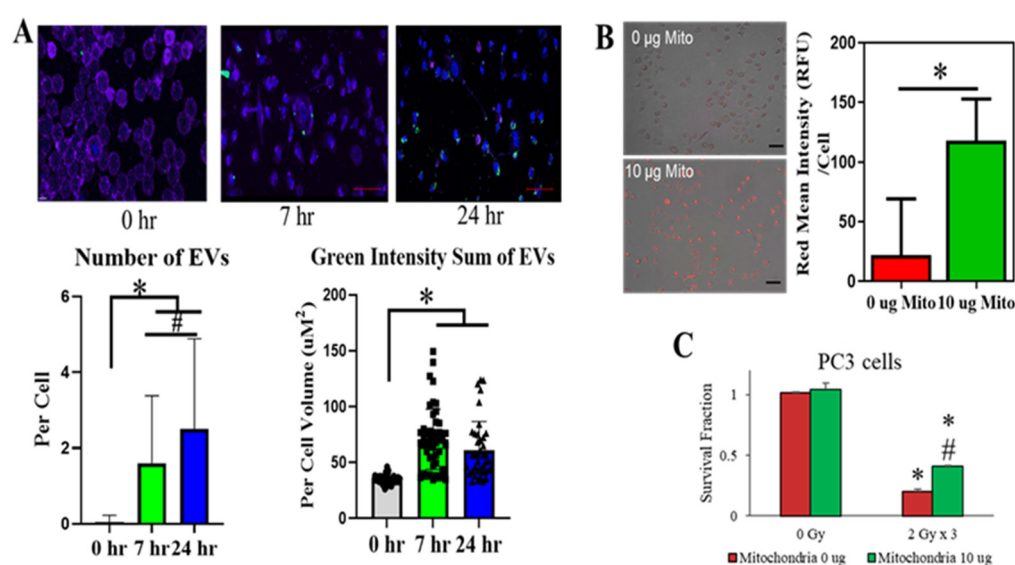 A
0 hr
7 hr
24 hr
Number of EVs
Per Cell
6
4
2
0
*
#
0 hr 7 hr 24 hr
Green Intensity Sum of EVs
Per Cell Volume (uM²)
200
150
100
50
0
*
0 hr 7 hr 24 hr
B
0 µg Mito
10 µg Mito
Red Mean Intensity (RFU)
/Cell
200
150
100
50
0
*
0 ug Mito 10 ug Mito
C
PC3 cells
Survival Fraction
1
0.5
0
*
*
#
0 Gy
2 Gy x 3
Mitochondria 0 ug
Mitochondria 10 ug